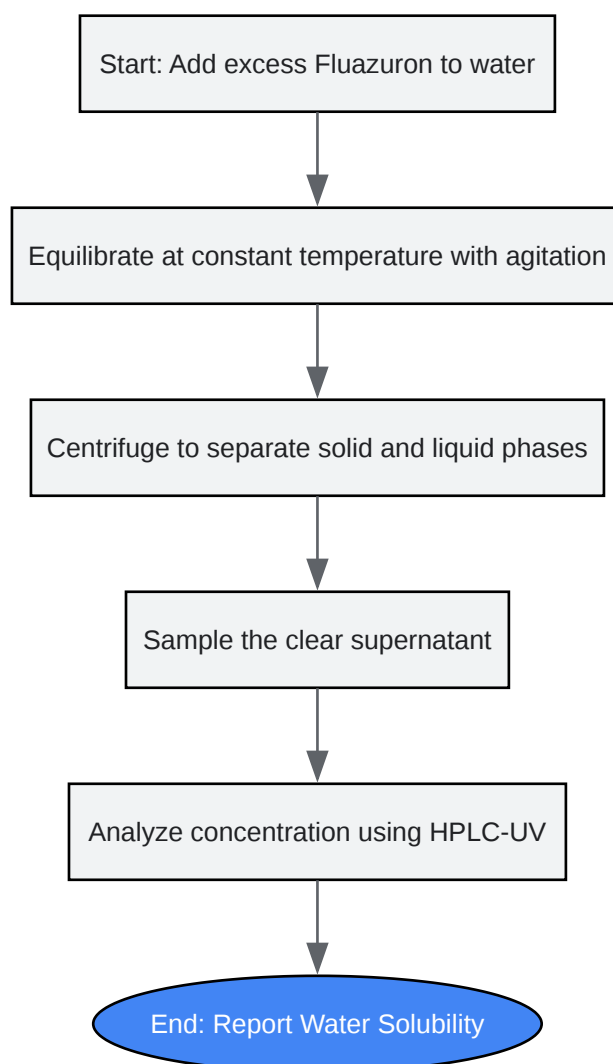 Start: Add excess Fluazuron to water
Equilibrate at constant temperature with agitation
Centrifuge to separate solid and liquid phases
Sample the clear supernatant
Analyze concentration using HPLC-UV
End: Report Water Solubility